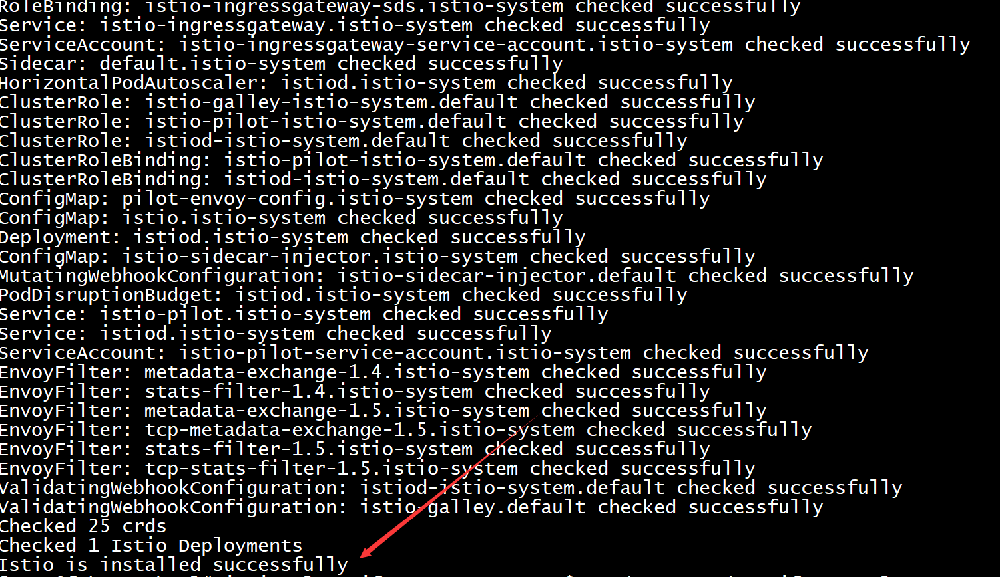 RoleBinding: istio-ingressgateway-sds.istio-system checked successfully
Service: istio-ingressgateway.istio-system checked successfully
ServiceAccount: istio-ingressgateway-service-account.istio-system checked successfully
Sidecar: default.istio-system checked successfully
HorizontalPodAutoscaler: istiod.istio-system checked successfully
ClusterRole: istio-galley-istio-system.default checked successfully
ClusterRole: istio-pilot-istio-system.default checked successfully
ClusterRole: istiod-istio-system.default checked successfully
ClusterRoleBinding: istio-pilot-istio-system.default checked successfully
ClusterRoleBinding: istiod-istio-system.default checked successfully
ConfigMap: pilot-envoy-config.istio-system checked successfully
ConfigMap: istio.istio-system checked successfully
Deployment: istiod.istio-system checked successfully
ConfigMap: istio-sidecar-injector.istio-system checked successfully
MutatingWebhookConfiguration: istio-sidecar-injector.default checked successfully
PodDisruptionBudget: istiod.istio-system checked successfully
Service: istio-pilot.istio-system checked successfully
Service: istiod.istio-system checked successfully
ServiceAccount: istio-pilot-service-account.istio-system checked successfully
EnvoyFilter: metadata-exchange-1.4.istio-system checked successfully
EnvoyFilter: stats-filter-1.4.istio-system checked successfully
EnvoyFilter: metadata-exchange-1.5.istio-system checked successfully
EnvoyFilter: tcp-metadata-exchange-1.5.istio-system checked successfully
EnvoyFilter: stats-filter-1.5.istio-system checked successfully
EnvoyFilter: tcp-stats-filter-1.5.istio-system checked successfully
ValidatingWebhookConfiguration: istiod-istio-system.default checked successfully
ValidatingWebhookConfiguration: istio-galley.default checked successfully
Checked 25 crds
Checked 1 Istio Deployments
Istio is installed successfully